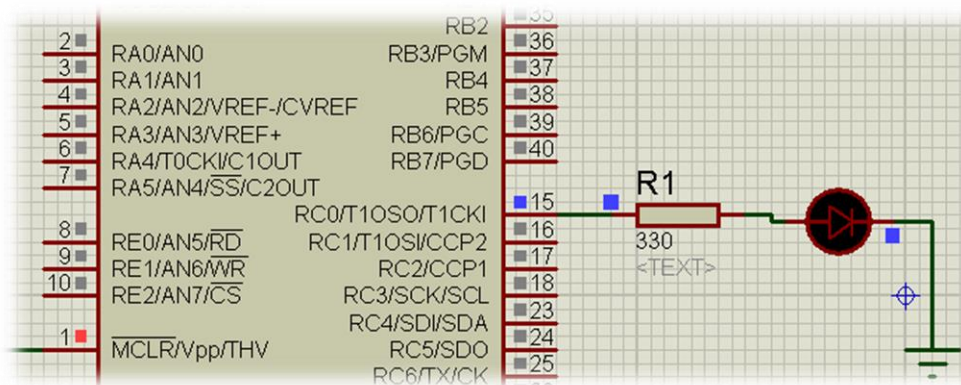 35
RB2
2
RA0/AN0
RB3/PGM
36
3
RA1/AN1
RB4
37
4
RA2/AN2/VREF-/CVREF
RB5
38
5
RA3/AN3/VREF+
RB6/PGC
39
6
RA4/T0CKI/C1OUT
RB7/PGD
40
7
RA5/AN4/SS/C2OUT
RC0/T1OSO/T1CKI
15
R1
330
<TEXT>
8
RE0/AN5/RD
RC1/T1OSI/CCP2
16
9
RE1/AN6/WR
RC2/CCP1
17
10
RE2/AN7/CS
RC3/SCK/SCL
18
RC4/SDI/SDA
23
1
MCLR/Vpp/THV
RC5/SDO
24
RC6/TX/CK
25